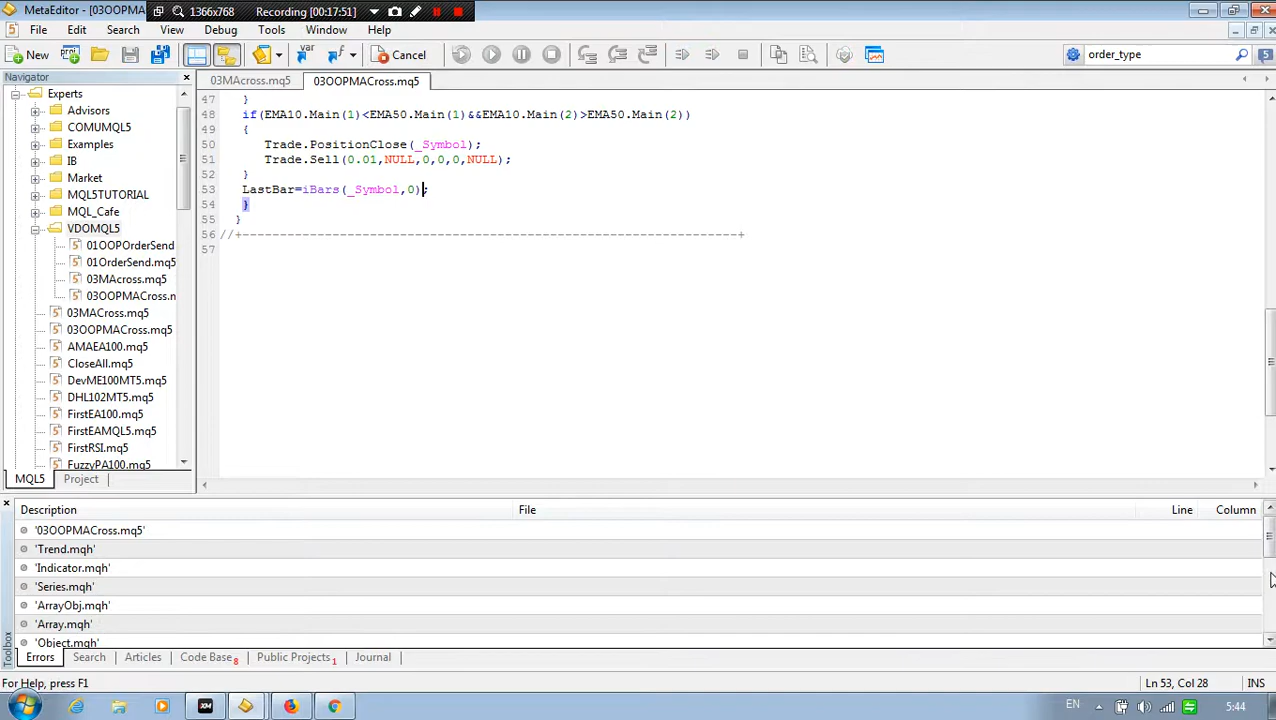 MetaEditor - [03OOPMA
1366x768
Recording [00:17:51]
File Edit Search View Debug Tools Window Help
New
var
Cancel
order_type
5
Navigator
03MAcross.mq5
03OOPMACross.mq5
Experts
Advisors
COMUMQL5
Examples
IB
Market
MQL5TUTORIAL
MQL_Cafe
VDOMQL5
01OOPOrderSend
01OrderSend.mq5
03MAcross.mq5
03OOPMACross.m
03MACross.mq5
03OOPMACross.mq5
AMAEA100.mq5
CloseAll.mq5
DevME100MT5.mq5
DHL102MT5.mq5
FirstEA100.mq5
FirstEAMQL5.mq5
FirstRSI.mq5
FuzzyPA100.mq5
MQL5 Project
47 }
48 if(EMA10.Main(1)<EMA50.Main(1)&&EMA10.Main(2)>EMA50.Main(2))
49 {
50 Trade.PositionClose(_Symbol);
51 Trade.Sell(0.01,NULL,0,0,0,NULL);
52 }
53 LastBar=iBars(_Symbol,0);
54 }
55 }
56 //+------------------------------------------------------------------+
57
Description File Line Column
'03OOPMACross.mq5'
'Trend.mqh'
'Indicator.mqh'
'Series.mqh'
'ArrayObj.mqh'
'Array.mqh'
'Object.mqh'
Toolbox
Errors Search Articles Code Base 8 Public Projects 1 Journal
For Help, press F1
Ln 53, Col 28
INS
XM
EN
5:44